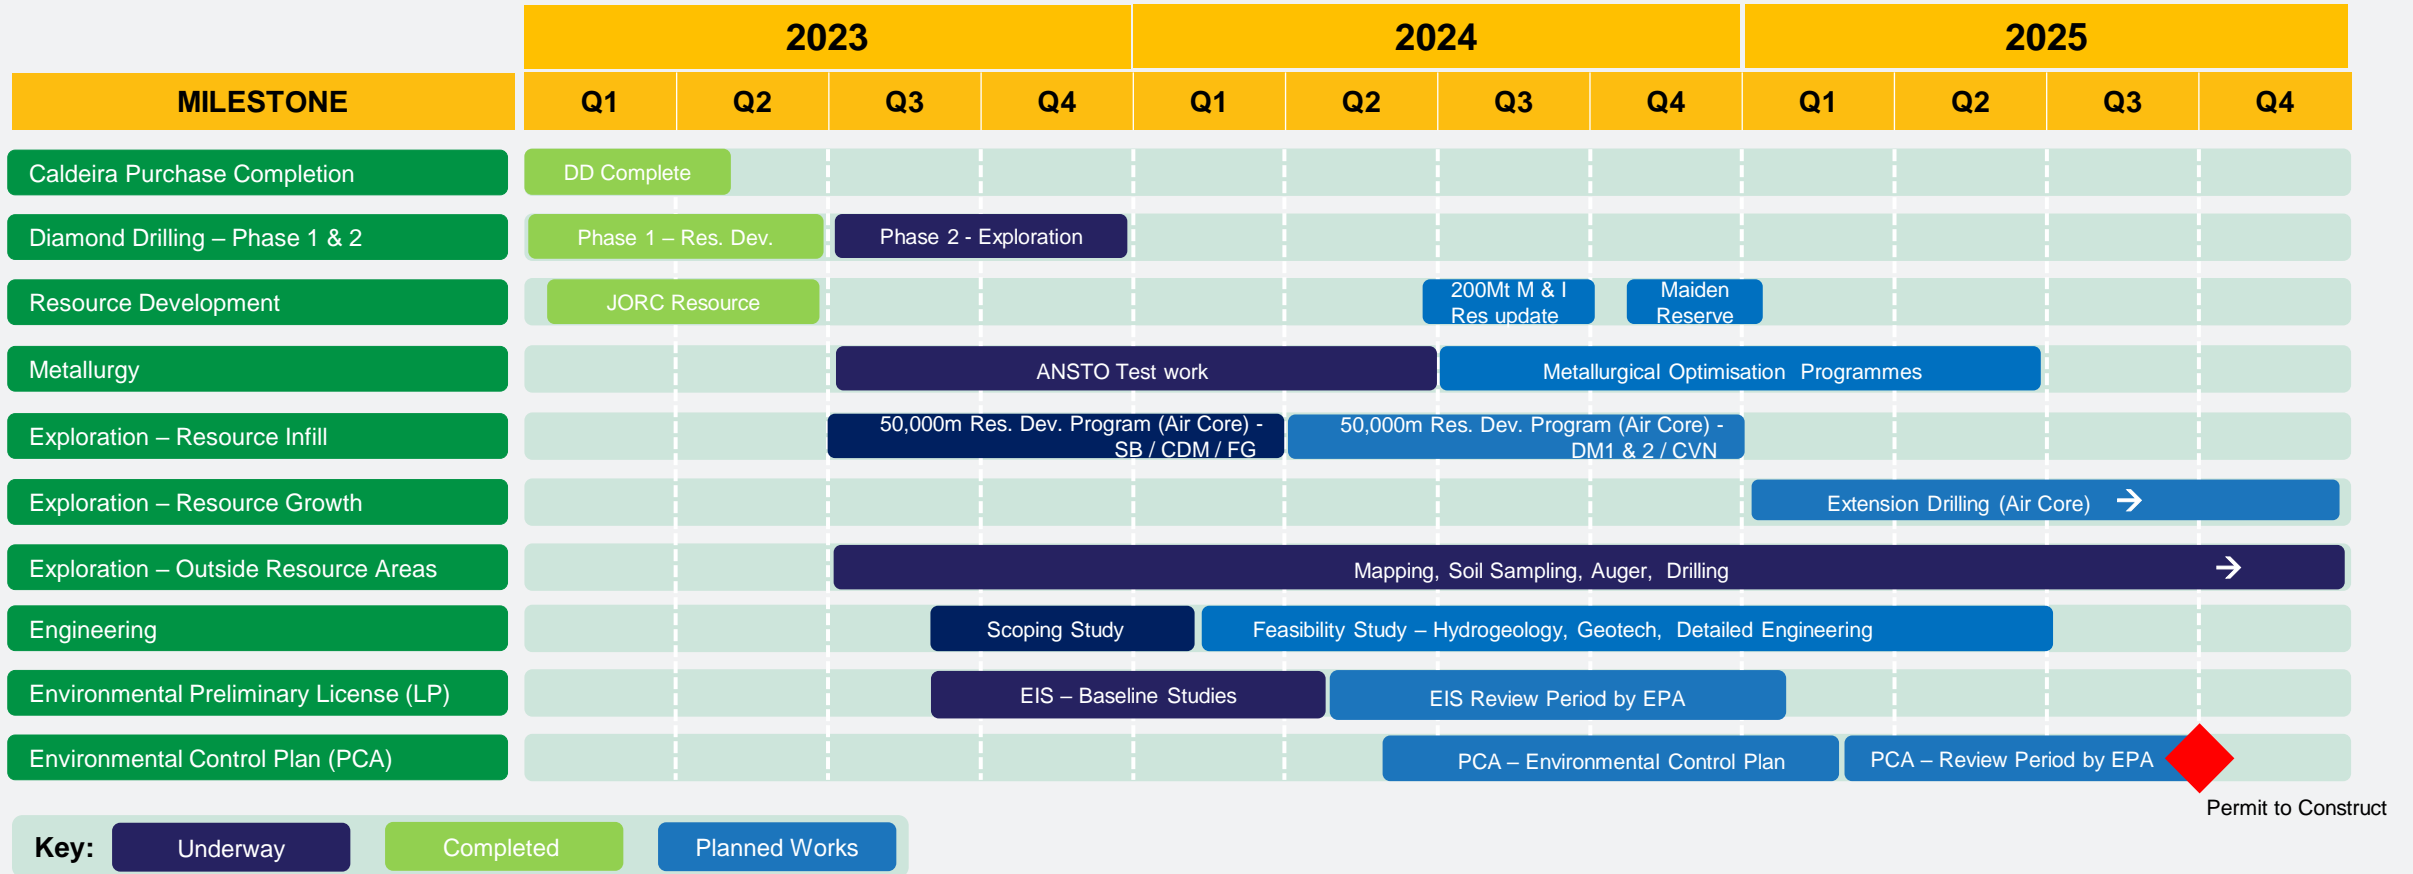 2023 2024 2025
MILESTONE Q1 Q2 Q3 Q4 Q1 Q2 Q3 Q4 Q1 Q2 Q3 Q4
Caldeira Purchase Completion DD Complete
Diamond Drilling – Phase 1 & 2 Phase 1 – Res. Dev. Phase 2 - Exploration
Resource Development JORC Resource 200Mt M & I Maiden
Res update Reserve
Metallurgy ANSTO Test work Metallurgical Optimisation Programmes
Exploration – Resource Infill 50,000m Res. Dev. Program (Air Core) - 50,000m Res. Dev. Program (Air Core) -
SB / CDM / FG DM1 & 2 / CVN
Exploration – Resource Growth Extension Drilling (Air Core) →
Exploration – Outside Resource Areas Mapping, Soil Sampling, Auger, Drilling →
Engineering Scoping Study Feasibility Study – Hydrogeology, Geotech, Detailed Engineering
Environmental Preliminary License (LP) EIS – Baseline Studies EIS Review Period by EPA
Environmental Control Plan (PCA) PCA – Environmental Control Plan PCA – Review Period by EPA
Permit to Construct
Key: Underway Completed Planned Works